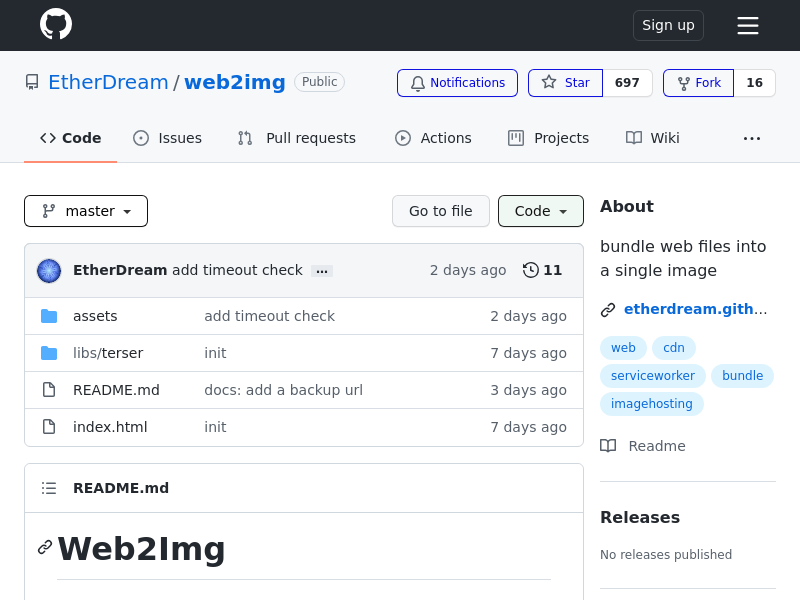 Sign up
EtherDream / web2img Public
Notifications Star 697 Fork 16
Code Issues Pull requests Actions Projects Wiki ...
master Go to file Code
EtherDream add timeout check ... 2 days ago 11
assets add timeout check 2 days ago
libs/terser init 7 days ago
README.md docs: add a backup url 3 days ago
index.html init 7 days ago
README.md
Web2Img
About
bundle web files into
a single image
etherdream.gith...
web cdn
serviceworker bundle
imagehosting
Readme
Releases
No releases published